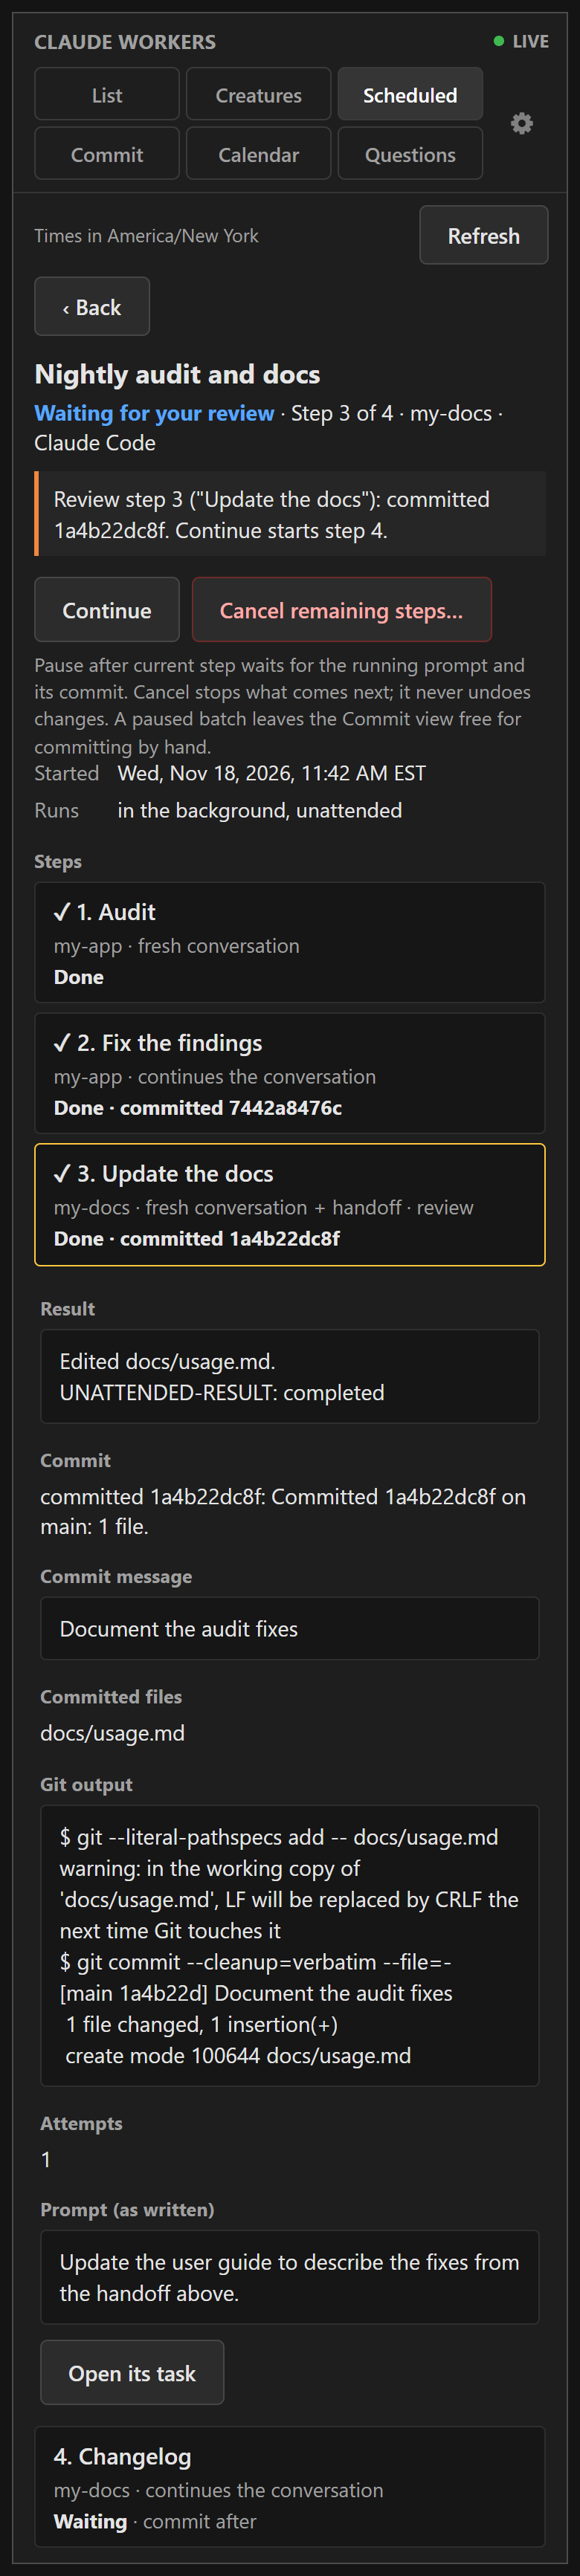 CLAUDE WORKERS
LIVE
List
Creatures
Scheduled
Commit
Calendar
Questions
Times in America/New York
Refresh
‹ Back
Nightly audit and docs
Waiting for your review · Step 3 of 4 · my-docs ·
Claude Code
Review step 3 ("Update the docs"): committed
1a4b22dc8f. Continue starts step 4.
Continue
Cancel remaining steps...
Pause after current step waits for the running prompt and
its commit. Cancel stops what comes next; it never undoes
changes. A paused batch leaves the Commit view free for
committing by hand.
Started Wed, Nov 18, 2026, 11:42 AM EST
Runs in the background, unattended
Steps
✓ 1. Audit
my-app · fresh conversation
Done
✓ 2. Fix the findings
my-app · continues the conversation
Done · committed 7442a8476c
✓ 3. Update the docs
my-docs · fresh conversation + handoff · review
Done · committed 1a4b22dc8f
Result
Edited docs/usage.md.
UNATTENDED-RESULT: completed
Commit
committed 1a4b22dc8f: Committed 1a4b22dc8f on
main: 1 file.
Commit message
Document the audit fixes
Committed files
docs/usage.md
Git output
$ git --literal-pathspecs add -- docs/usage.md
warning: in the working copy of
'docs/usage.md', LF will be replaced by CRLF the
next time Git touches it
$ git commit --cleanup=verbatim --file=-
[main 1a4b22d] Document the audit fixes
1 file changed, 1 insertion(+)
create mode 100644 docs/usage.md
Attempts
1
Prompt (as written)
Update the user guide to describe the fixes from
the handoff above.
Open its task
4. Changelog
my-docs · continues the conversation
Waiting · commit after